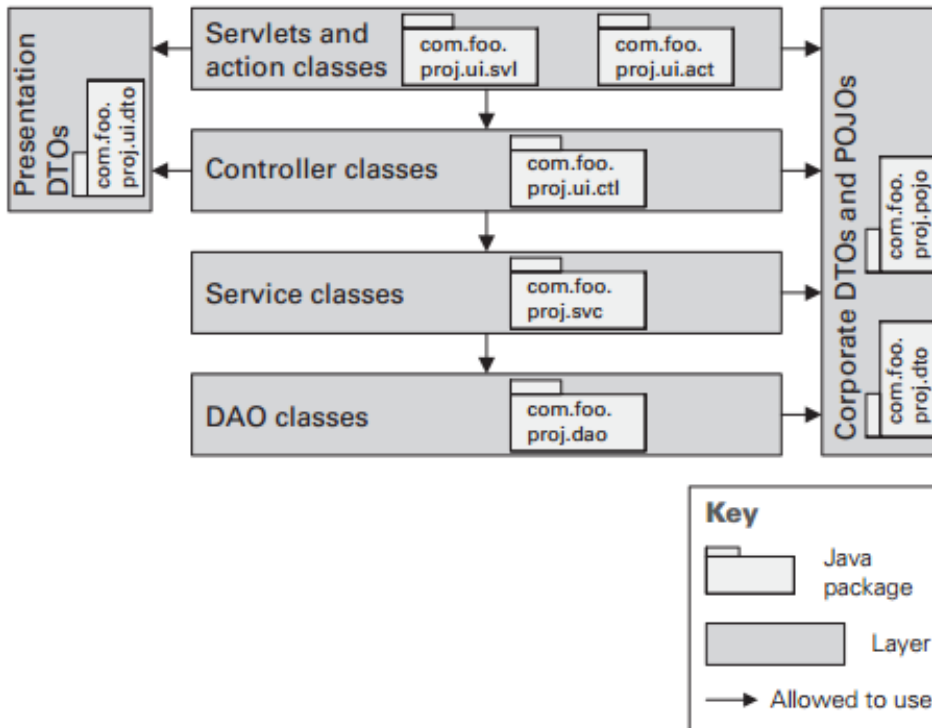 Presentation
DTOs
com.foo.
proj.ui.dto
Servlets and
action classes
com.foo.
proj.ui.svl
com.foo.
proj.ui.act
Controller classes
com.foo.
proj.ui.ctl
Service classes
com.foo.
proj.svc
DAO classes
com.foo.
proj.dao
Corporate DTOs and POJOs
com.foo.
proj.pojo
com.foo.
proj.dto
Key
Java
package
Layer
Allowed to use